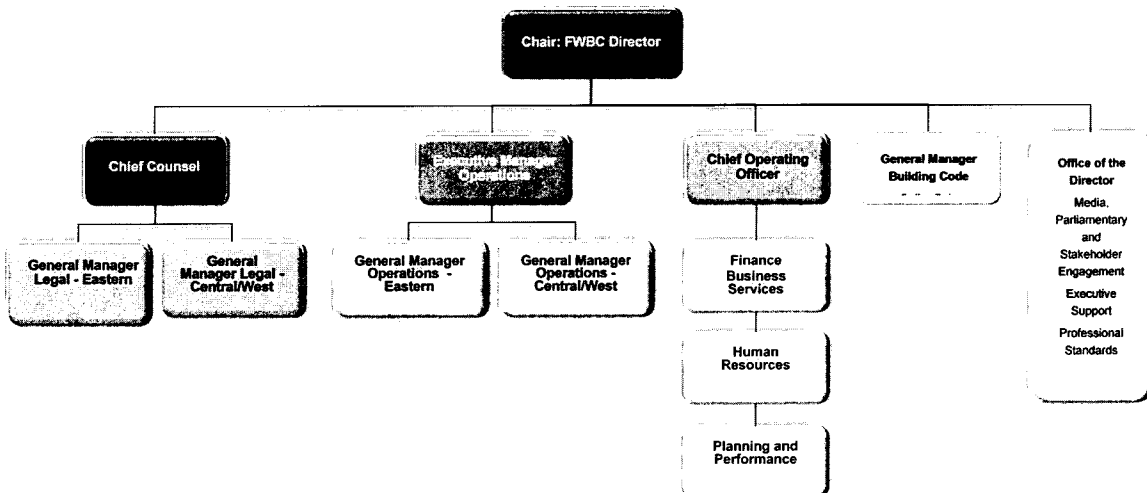 Chair: FWBC Director
Chief Counsel
Executive Manager
Operations
Chief Operating
Officer
General Manager
Building Code
Office of the
Director
Media,
Parliamentary
and
Stakeholder
Engagement
Executive
Support
Professional
Standards
General Manager
Legal - Eastern
General
Manager Legal -
Central/West
General Manager
Operations -
Eastern
General Manager
Operations -
Central/West
Finance
Business
Services
Human
Resources
Planning and
Performance